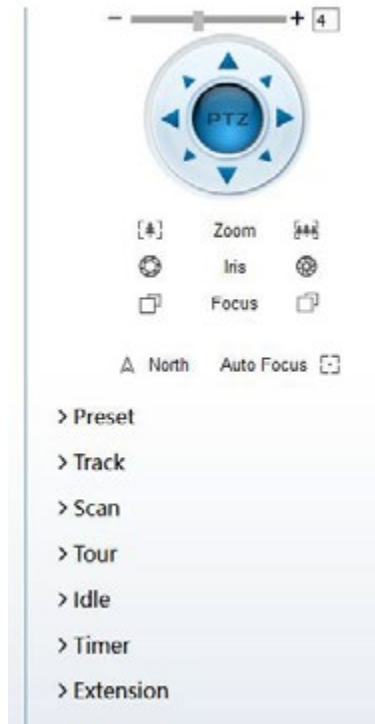 − + 4
PTZ
Zoom
Iris
Focus
North Auto Focus
> Preset
> Track
> Scan
> Tour
> Idle
> Timer
> Extension